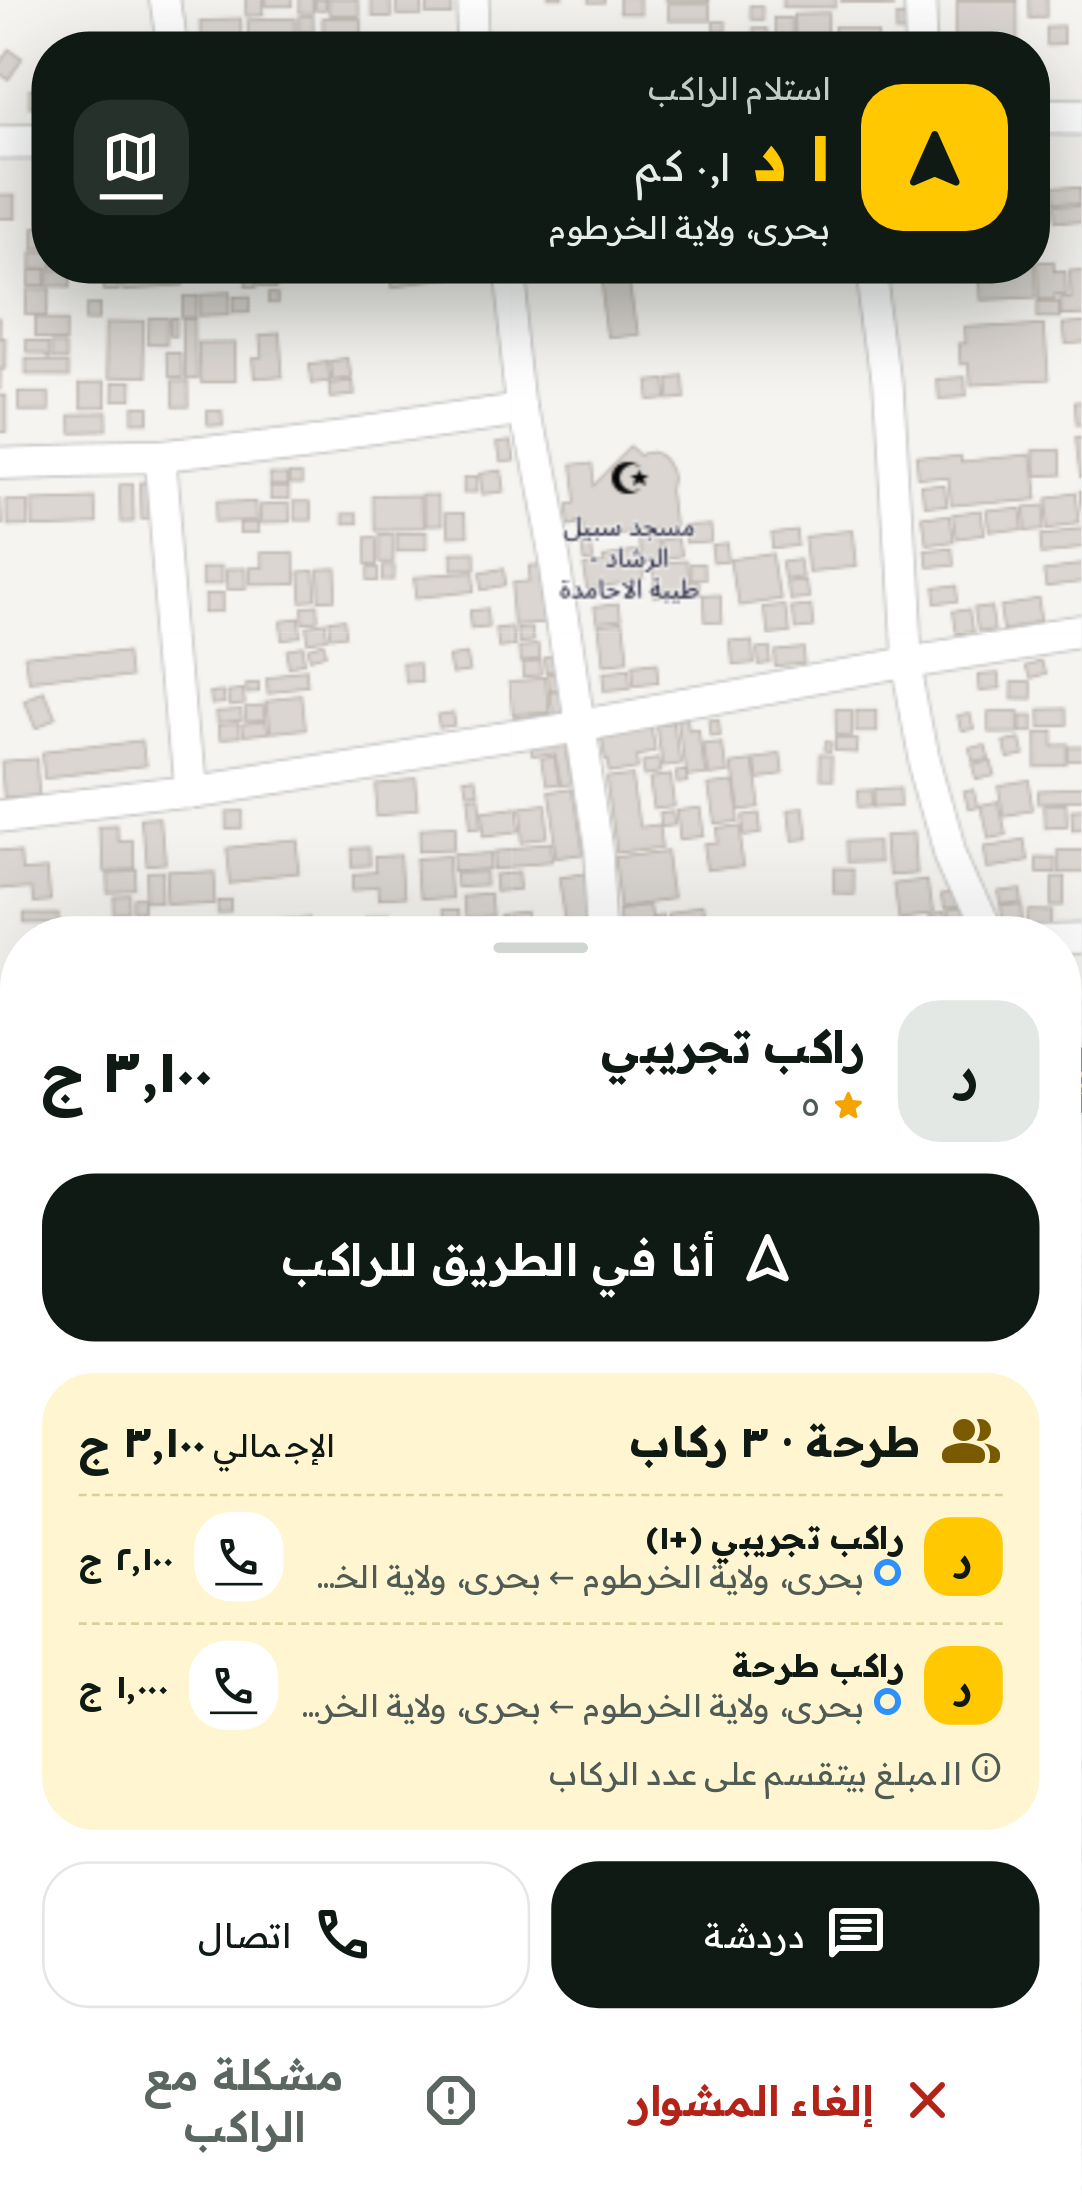 استلام الراكب
١ د ٠٫١ كم
بحرى، ولاية الخرطوم
مسجد سبيل
الرشاد -
طيبة الاحامدة
ر
راكب تجريبي
٥
٣,١٠٠ ج
أنا في الطريق للراكب
طرحة · ٣ ركاب
الإجمالي ٣,١٠٠ ج
ر
راكب تجريبي (+١)
بحرى، ولاية الخرطوم ← بحرى، ولاية الخـ...
٢,١٠٠ ج
ر
راكب طرحة
بحرى، ولاية الخرطوم ← بحرى، ولاية الخر...
١,٠٠٠ ج
المبلغ بيتقسم على عدد الركاب
دردشة
اتصال
إلغاء المشوار
مشكلة مع
الراكب